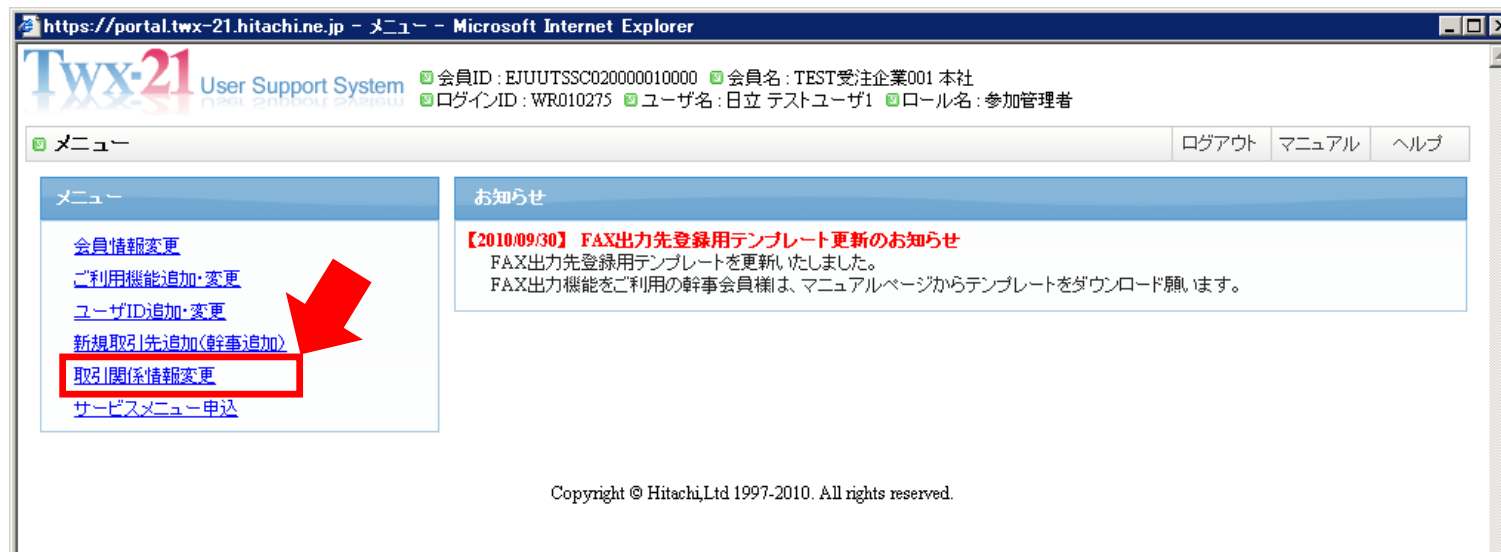 https://portal.twx-21.hitachi.ne.jp - メニュー - Microsoft Internet Explorer
TWX-21 User Support System
会員ID : EJUUTSSC020000010000 会員名 : TEST受注企業001 本社
ログインID : WR010275 ユーザ名 : 日立 テストユーザ1 ロール名 : 参加管理者
メニュー ログアウト マニュアル ヘルプ
メニュー
会員情報変更
ご利用機能追加・変更
ユーザID追加・変更
新規取引先追加(幹事追加)
取引関係情報変更
サービスメニュー申込
お知らせ
【2010/09/30】 FAX出力先登録用テンプレート更新のお知らせ
FAX出力先登録用テンプレートを更新いたしました。
FAX出力機能をご利用の幹事会員様は、マニュアルページからテンプレートをダウンロード願います。
Copyright © Hitachi,Ltd 1997-2010. All rights reserved.